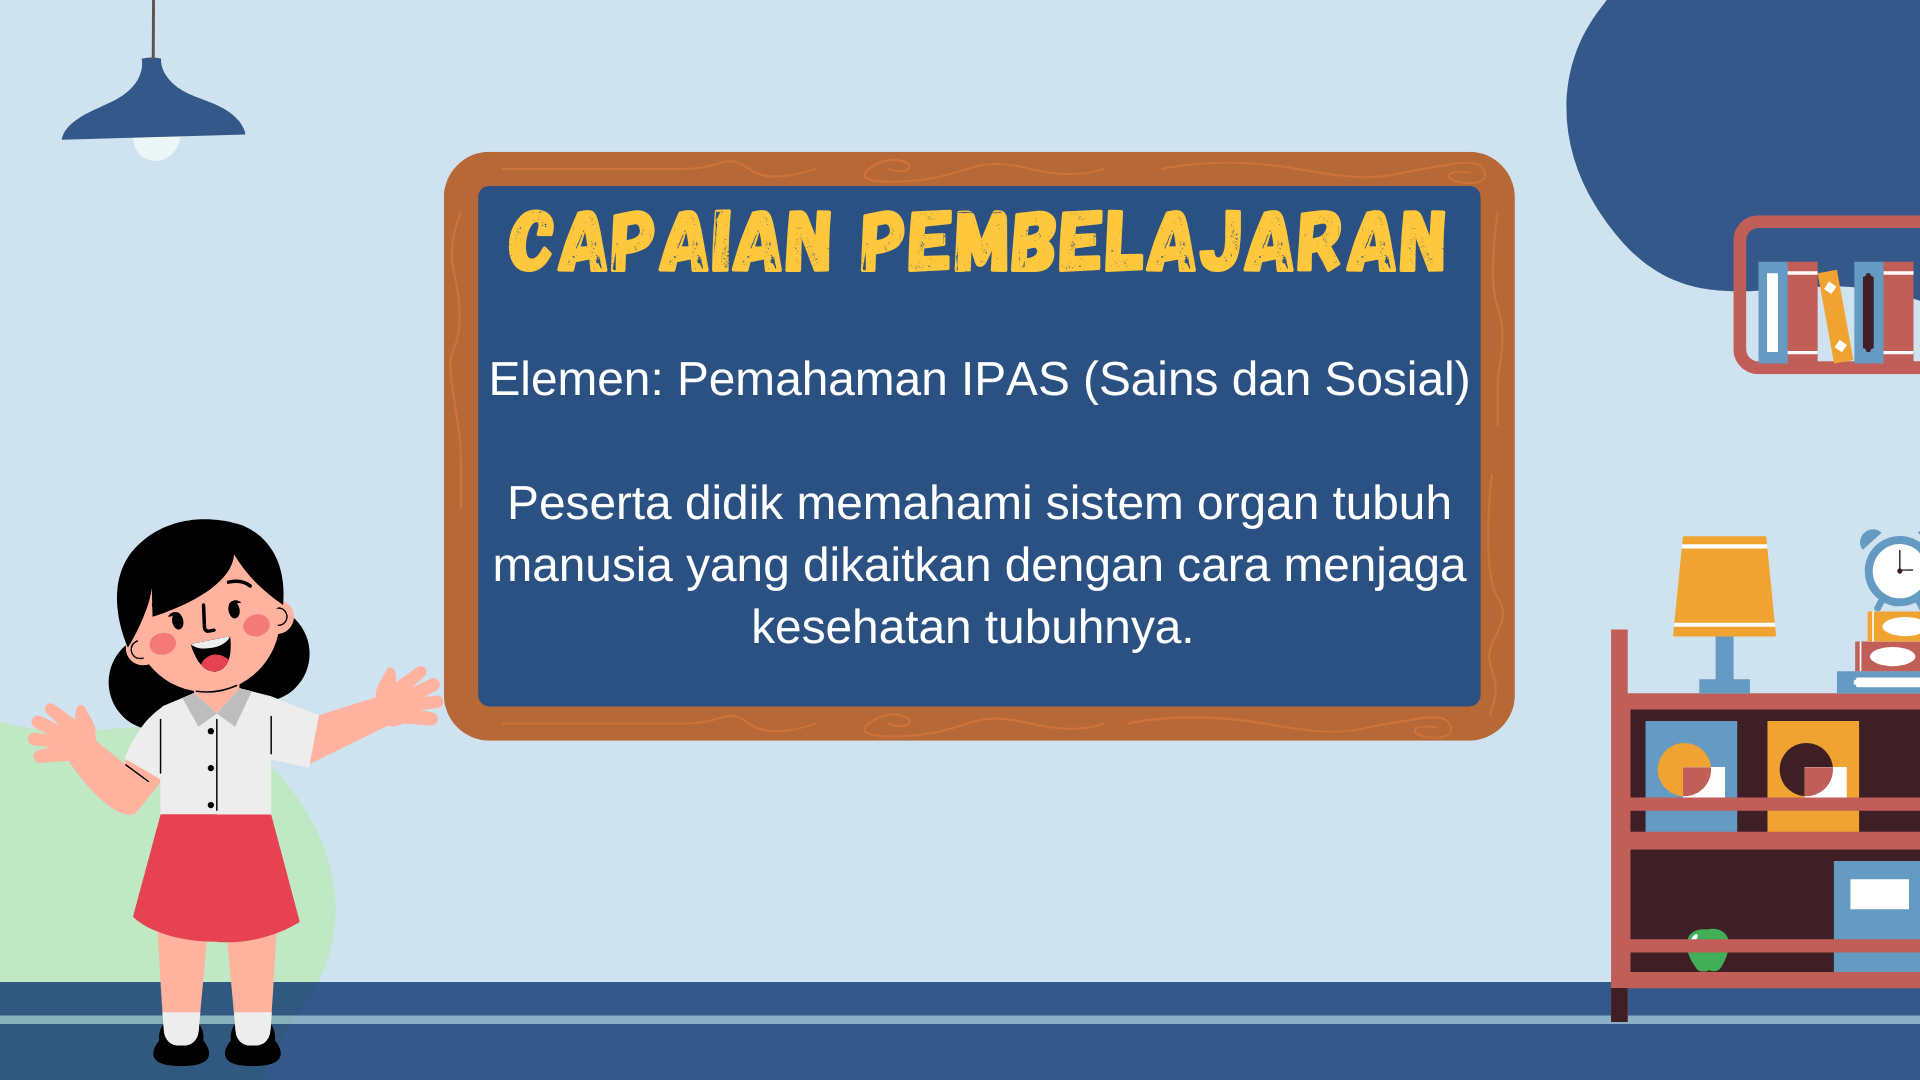 CAPAIAN PEMBELAJARAN
Elemen: Pemahaman IPAS (Sains dan Sosial)
Peserta didik memahami sistem organ tubuh
manusia yang dikaitkan dengan cara menjaga
kesehatan tubuhnya.